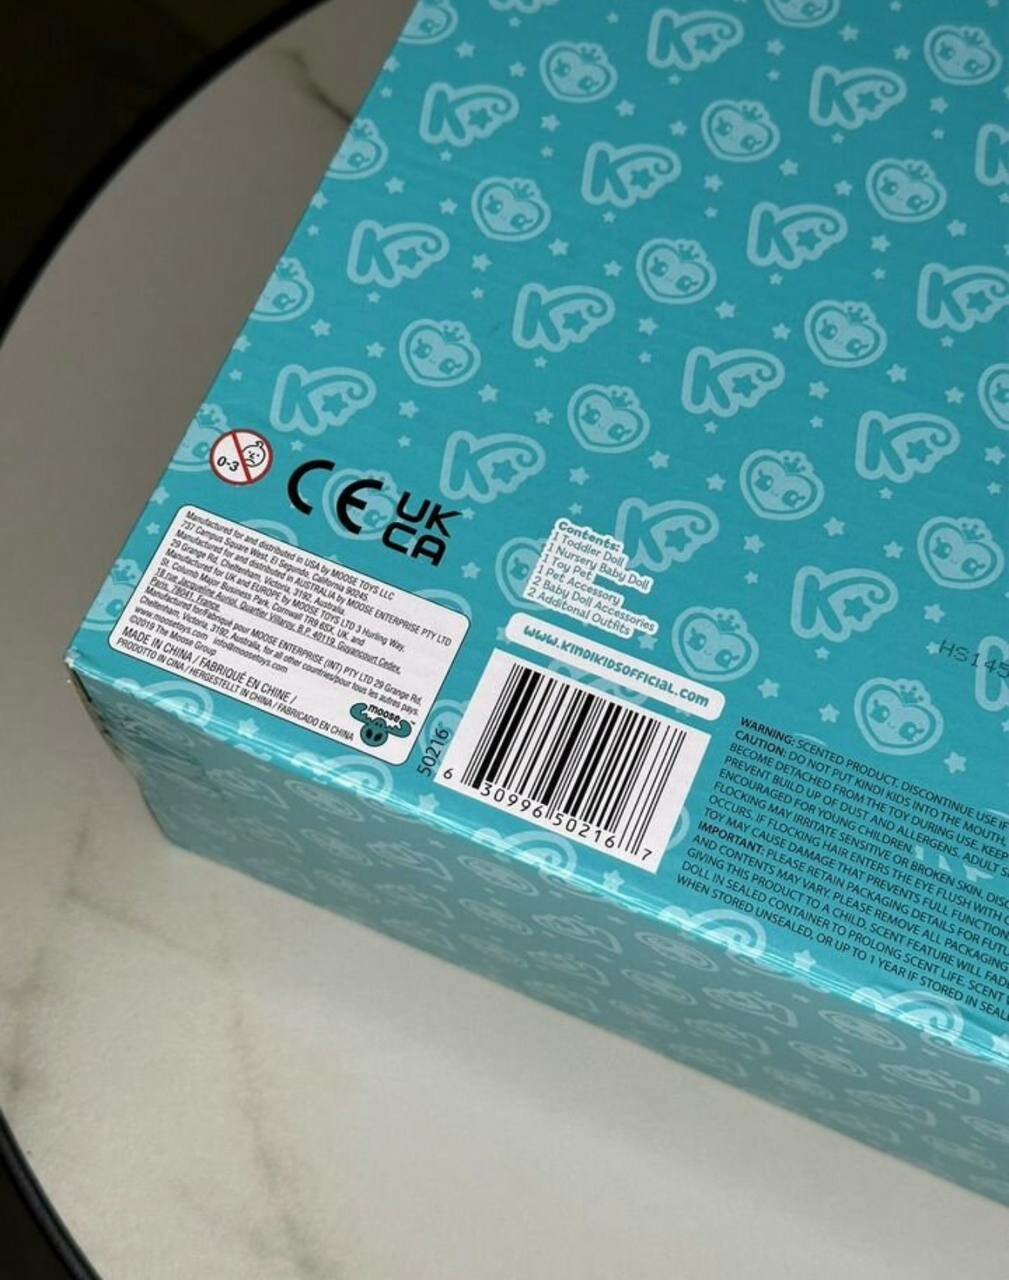 0-3
CE
UK
CA
Manufactured for and distributed in USA by MOOSE TOYS LLC
737 Campus Square West, El Segundo, California 90245.
Manufactured for and distributed in AUSTRALIA by MOOSE ENTERPRISE PTY LTD
29 Grange Rd, Cheltenham, Victoria, 3192, Australia.
Manufactured for UK and EUROPE by MOOSE TOYS LTD 3 Hurling Way,
St. Columb Major Business Park, Cornwall TR9 6SX, UK, and
18 rue Jacqueline Auriol, Quartier Villaroy, B.P. 40119, Guyancourt Cedex,
Paris, 78041, France.
Manufactured for/Fabriqué pour MOOSE ENTERPRISE (INT) PTY LTD 29 Grange Rd,
Cheltenham, Victoria, 3192, Australia, for all other countries/pour tous les autres pays.
www.moosetoys.com info@moosetoys.com
©2019 The Moose Group
MADE IN CHINA / FABRIQUÉ EN CHINE /
PRODOTTO IN CINA / HERGESTELLT IN CHINA / FABRICADO EN CHINA
moose
50216
Contents:
1 Toddler Doll
1 Nursery Baby Doll
1 Toy Pet
1 Pet Accessory
2 Baby Doll Accessories
2 Additonal Outfits
WWW.KINDIKIDSOFFICIAL.COM
6 30996 50216 7
HS145
WARNING: SCENTED PRODUCT. DISCONTINUE USE IF
CAUTION: DO NOT PUT KINDI KIDS INTO THE MOUTH.
BECOME DETACHED FROM THE TOY DURING USE. KEEP
PREVENT BUILD UP OF DUST AND ALLERGENS. ADULT
ENCOURAGED FOR YOUNG CHILDREN.
FLOCKING MAY IRRITATE SENSITIVE OR BROKEN SKIN. DISC
OCCURS. IF FLOCKING HAIR ENTERS THE EYE FLUSH WITH
TOY MAY CAUSE DAMAGE THAT PREVENTS FULL FUNCTION
IMPORTANT: PLEASE RETAIN PACKAGING DETAILS FOR FUTU
AND CONTENTS MAY VARY. PLEASE REMOVE ALL PACKAGING
GIVING THIS PRODUCT TO A CHILD. SCENT FEATURE WILL FAD
DOLL IN SEALED CONTAINER TO PROLONG SCENT LIFE. SCENT
WHEN STORED UNSEALED, OR UP TO 1 YEAR IF STORED IN SEAL